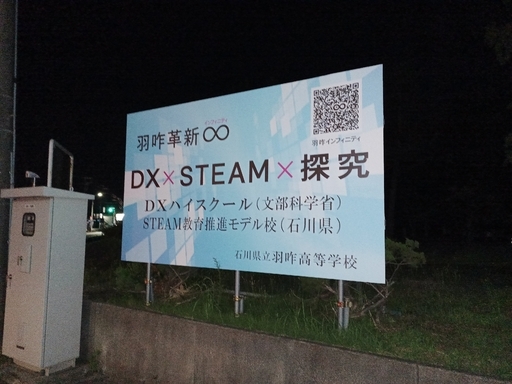 インフィニティ
羽咋革新∞
羽咋インフィニティ
DX×STEAM×探究
DXハイスクール(文部科学省)
STEAM教育推進モデル校(石川県)
石川県立羽咋高等学校